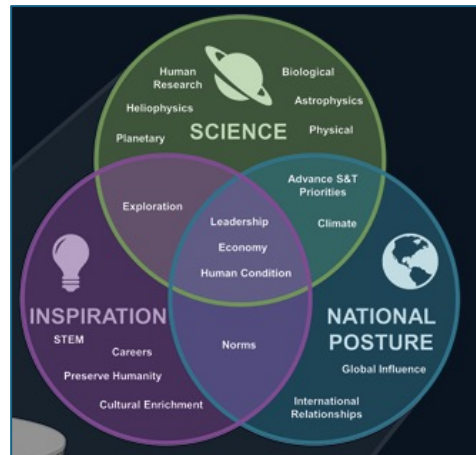 Human
Research
Biological
Heliophysics
Astrophysics
Planetary
SCIENCE
Physical
Advance S&T
Priorities
Exploration
Leadership
Climate
Economy
Human Condition
INSPIRATION
NATIONAL
POSTURE
STEM
Careers
Norms
Preserve Humanity
Global Influence
Cultural Enrichment
International
Relationships